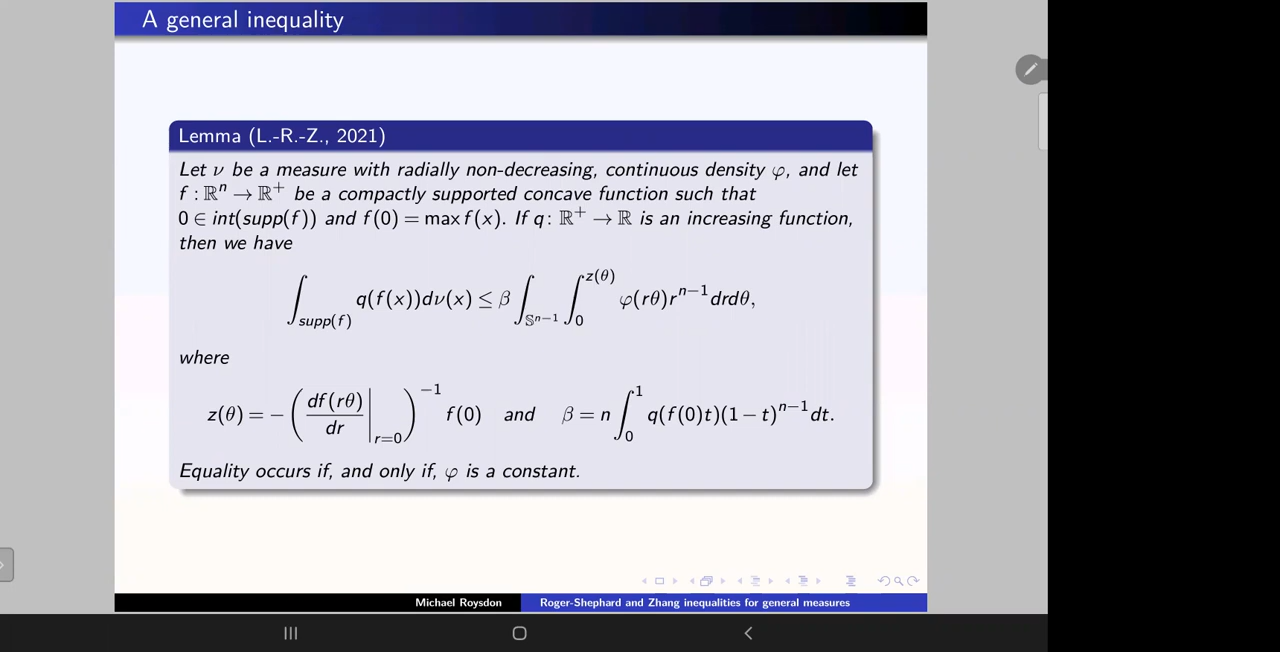 A general inequality
Lemma (L.-R.-Z., 2021)
Let ν be a measure with radially non-decreasing, continuous density φ, and let
f : ℝⁿ → ℝ⁺ be a compactly supported concave function such that
0 ∈ int(supp(f)) and f(0) = max f(x). If q: ℝ⁺ → ℝ is an increasing function,
then we have
∫_{supp(f)} q(f(x))dν(x) ≤ β ∫_{𝕊^{n−1}} ∫_0^{z(θ)} φ(rθ)r^{n−1}drdθ,
where
z(θ) = −(df(rθ)/dr|_{r=0})^{−1} f(0) and β = n ∫_0^1 q(f(0)t)(1 − t)^{n−1}dt.
Equality occurs if, and only if, φ is a constant.
Michael Roysdon Roger-Shephard and Zhang inequalities for general measures